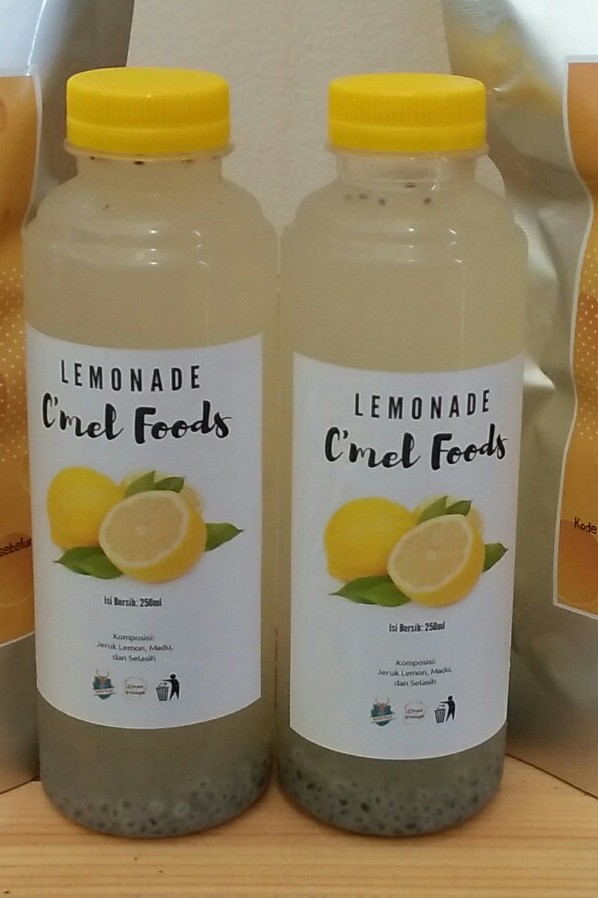 LEMONADE
C'mel Foods
Isi Bersih: 250ml
Komposisi:
Jeruk Lemon, Madu,
dan Selasih
LEMONADE
C'mel Foods
Isi Bersih: 250ml
Komposisi:
Jeruk Lemon, Madu,
dan Selasih
Kode